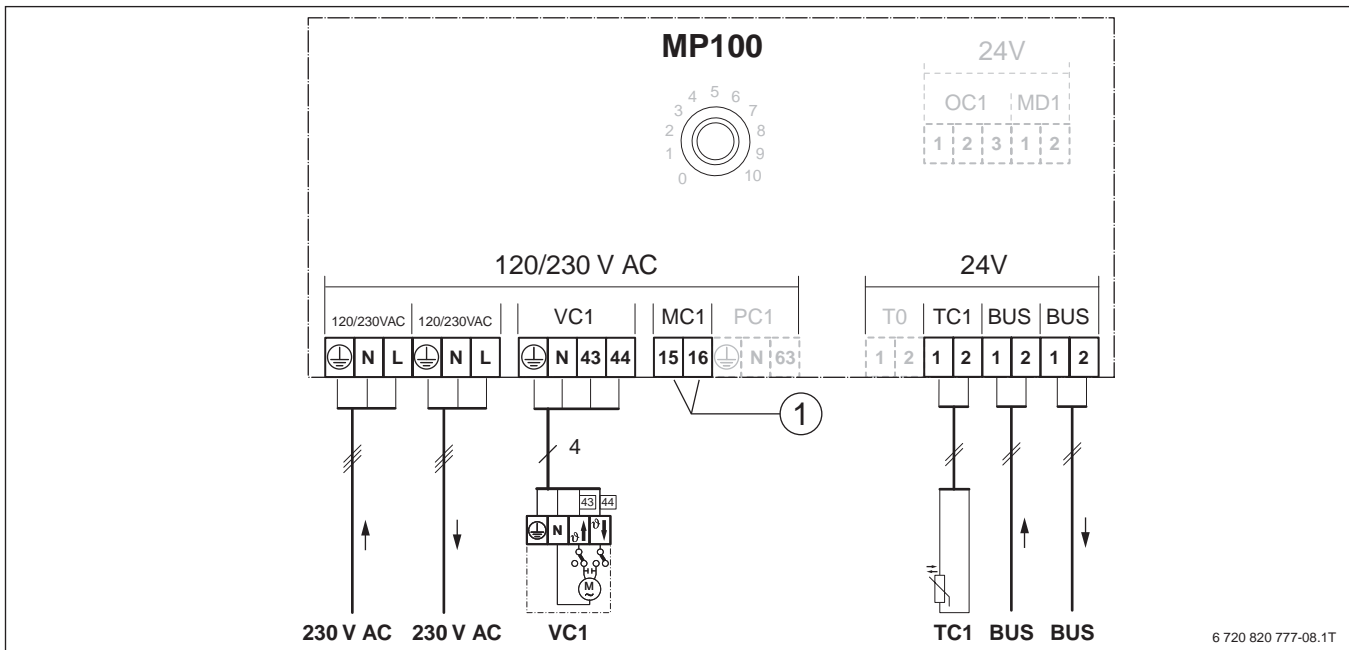 MP100
24V
OC1 MD1
1 2 3 1 2
0 1 2 3 4 5 6 7 8 9 10
120/230 V AC
24V
120/230VAC 120/230VAC VC1 MC1 PC1 T0 TC1 BUS BUS
N L N L N 43 44 15 16 N 63 1 2 1 2 1 2 1 2
1
4
43 44
N ϑ ϑ
M
~
230 V AC 230 V AC VC1 TC1 BUS BUS
6 720 820 777-08.1T